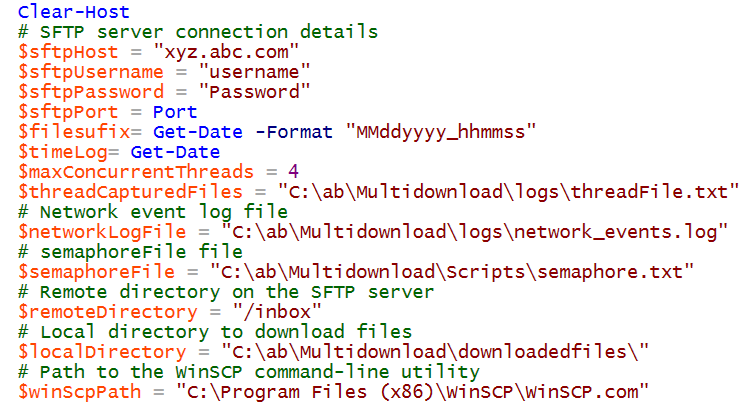 Clear-Host
# SFTP server connection details
$sftpHost = "xyz.abc.com"
$sftpUsername = "username"
$sftpPassword = "Password"
$sftpPort = Port
$filesufix= Get-Date -Format "MMddyyyy_hhmmss"
$timeLog= Get-Date
$maxConcurrentThreads = 4
$threadCapturedFiles = "C:\ab\Multidownload\logs\threadFile.txt"
# Network event log file
$networkLogFile = "C:\ab\Multidownload\logs\network_events.log"
# semaphoreFile file
$semaphoreFile = "C:\ab\Multidownload\Scripts\semaphore.txt"
# Remote directory on the SFTP server
$remoteDirectory = "/inbox"
# Local directory to download files
$localDirectory = "C:\ab\Multidownload\downloadedfiles\"
# Path to the WinSCP command-line utility
$winScpPath = "C:\Program Files (x86)\WinSCP\WinSCP.com"